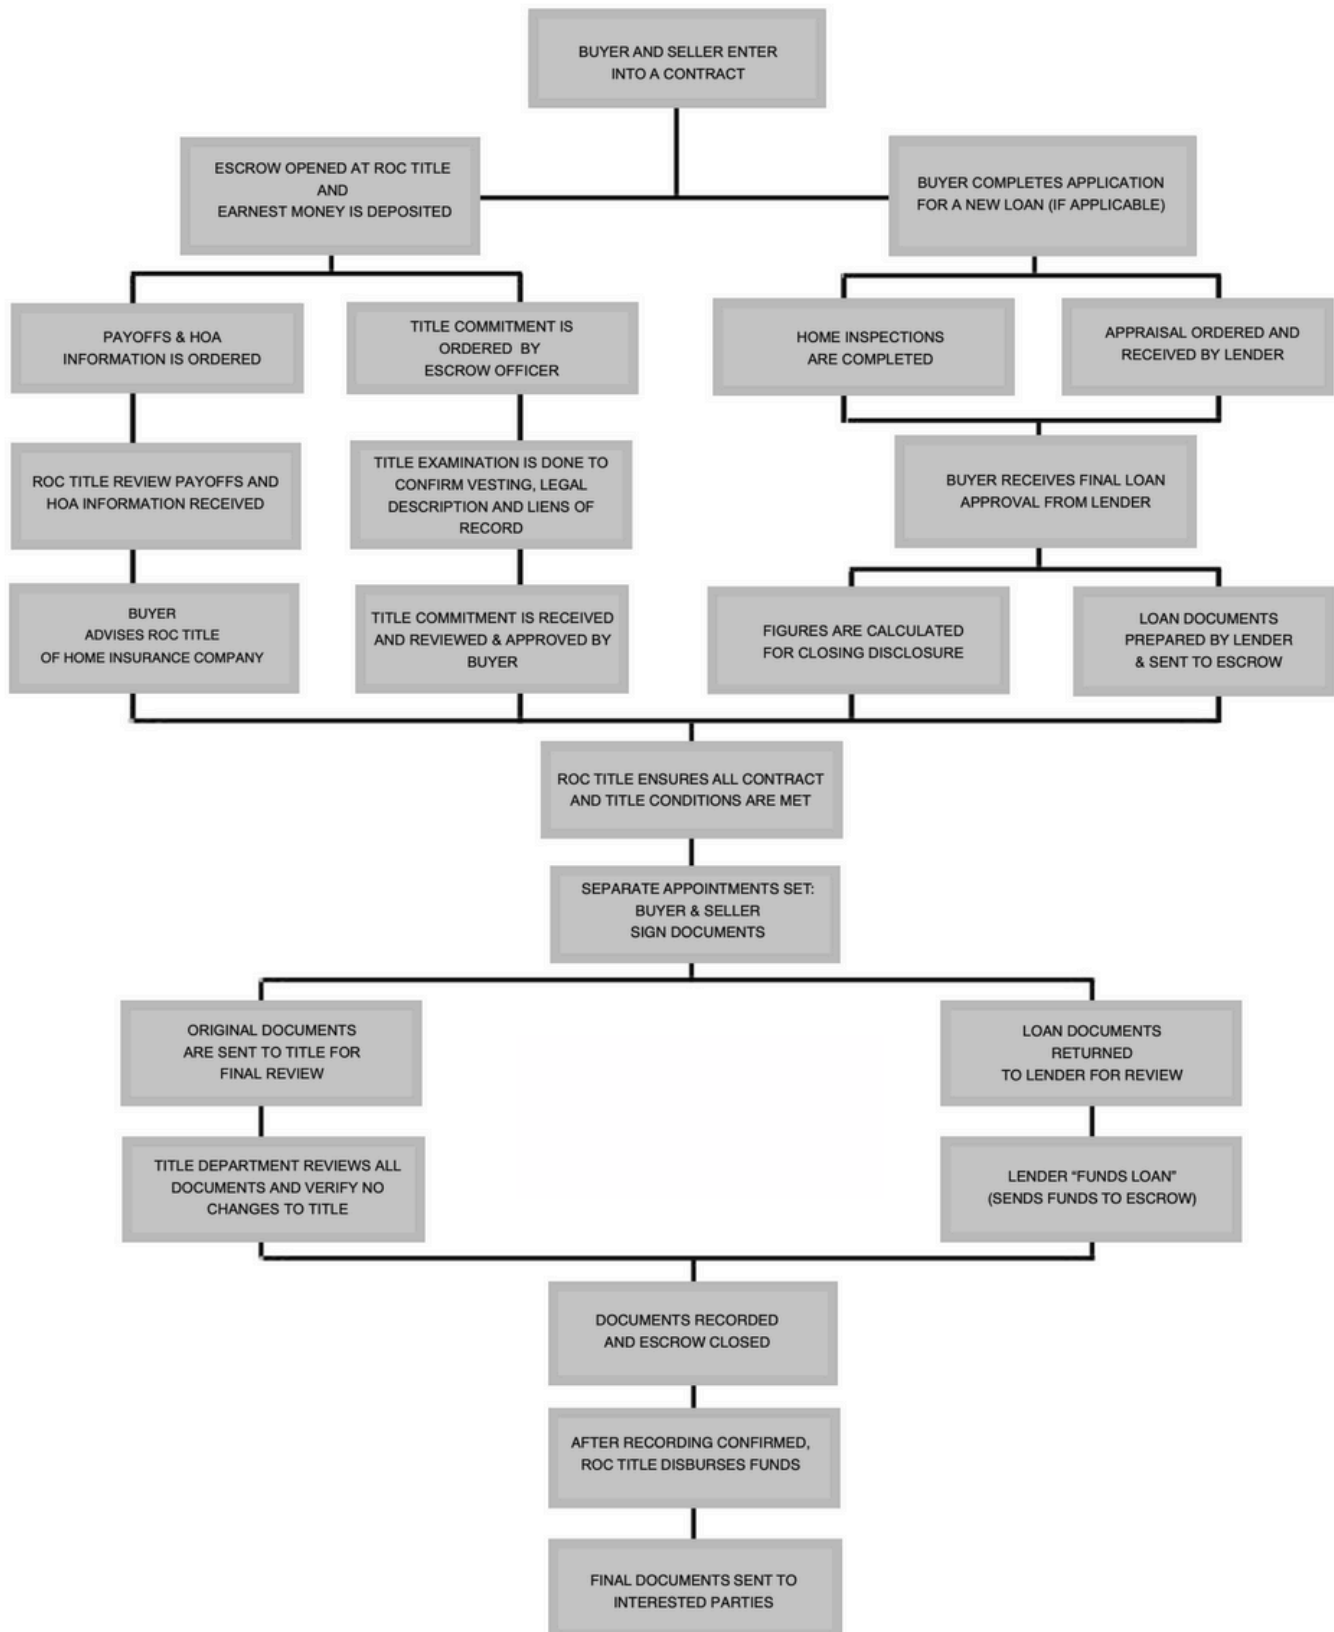 BUYER AND SELLER ENTER
INTO A CONTRACT
ESCROW OPENED AT ROC TITLE
AND
EARNEST MONEY IS DEPOSITED
BUYER COMPLETES APPLICATION
FOR A NEW LOAN (IF APPLICABLE)
PAYOFFS & HOA
INFORMATION IS ORDERED
TITLE COMMITMENT IS
ORDERED BY
ESCROW OFFICER
HOME INSPECTIONS
ARE COMPLETED
APPRAISAL ORDERED AND
RECEIVED BY LENDER
ROC TITLE REVIEW PAYOFFS AND
HOA INFORMATION RECEIVED
TITLE EXAMINATION IS DONE TO
CONFIRM VESTING, LEGAL
DESCRIPTION AND LIENS OF
RECORD
BUYER RECEIVES FINAL LOAN
APPROVAL FROM LENDER
BUYER
ADVISES ROC TITLE
OF HOME INSURANCE COMPANY
TITLE COMMITMENT IS RECEIVED
AND REVIEWED & APPROVED BY
BUYER
FIGURES ARE CALCULATED
FOR CLOSING DISCLOSURE
LOAN DOCUMENTS
PREPARED BY LENDER
& SENT TO ESCROW
ROC TITLE ENSURES ALL CONTRACT
AND TITLE CONDITIONS ARE MET
SEPARATE APPOINTMENTS SET:
BUYER & SELLER
SIGN DOCUMENTS
ORIGINAL DOCUMENTS
ARE SENT TO TITLE FOR
FINAL REVIEW
LOAN DOCUMENTS
RETURNED
TO LENDER FOR REVIEW
TITLE DEPARTMENT REVIEWS ALL
DOCUMENTS AND VERIFY NO
CHANGES TO TITLE
LENDER “FUNDS LOAN”
(SENDS FUNDS TO ESCROW)
DOCUMENTS RECORDED
AND ESCROW CLOSED
AFTER RECORDING CONFIRMED,
ROC TITLE DISBURSES FUNDS
FINAL DOCUMENTS SENT TO
INTERESTED PARTIES